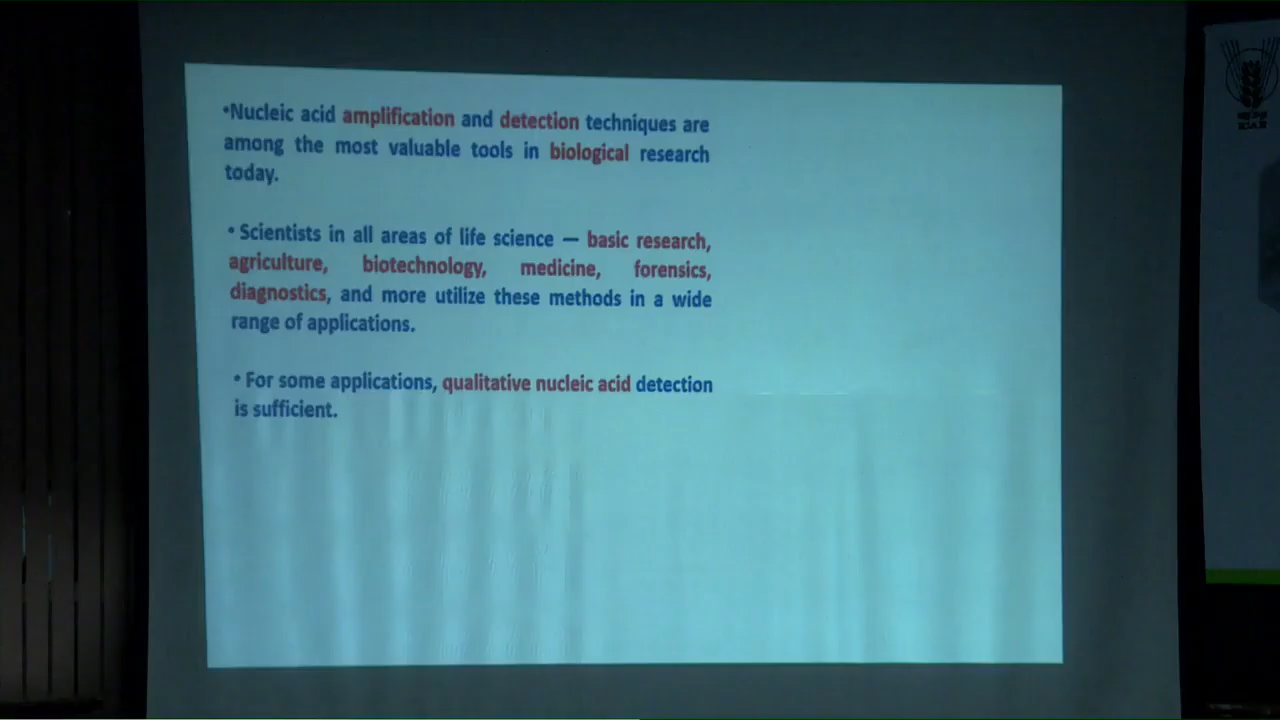 •Nucleic acid amplification and detection techniques are
among the most valuable tools in biological research
today.
• Scientists in all areas of life science — basic research,
agriculture, biotechnology, medicine, forensics,
diagnostics, and more utilize these methods in a wide
range of applications.
• For some applications, qualitative nucleic acid detection
is sufficient.